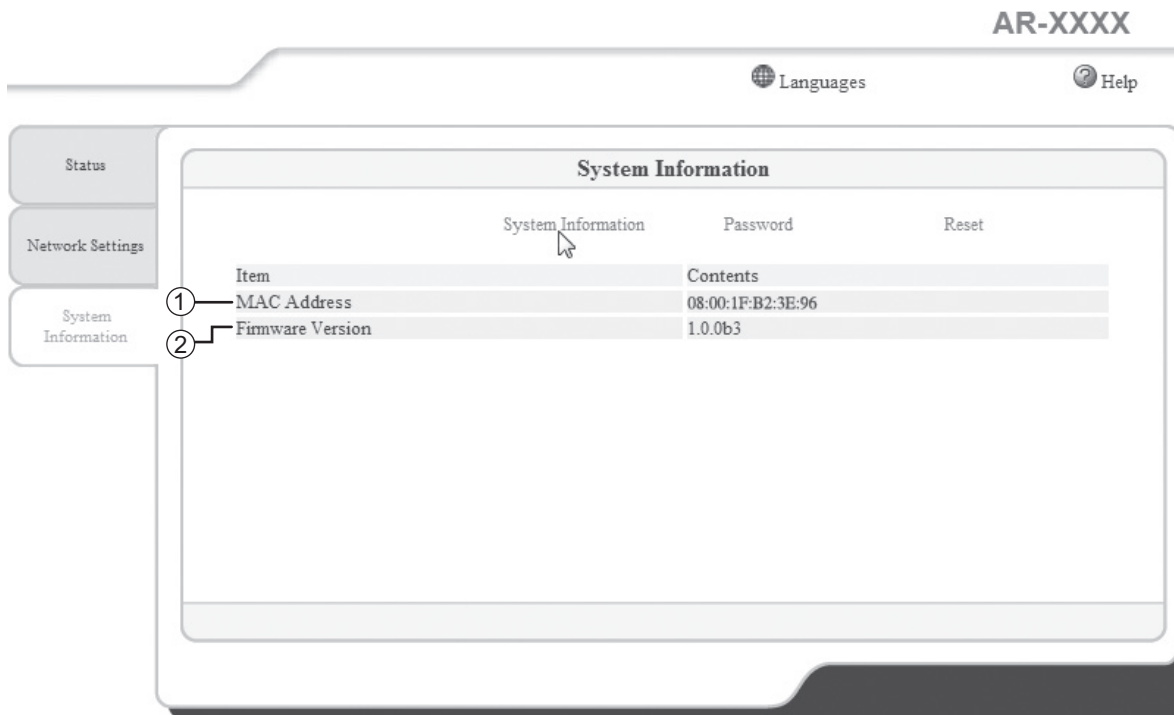 AR-XXXX
Languages
Help
Status
Network Settings
System
Information
System Information
System Information Password Reset
Item Contents
1 MAC Address 08:00:1F:B2:3E:96
2 Firmware Version 1.0.0b3